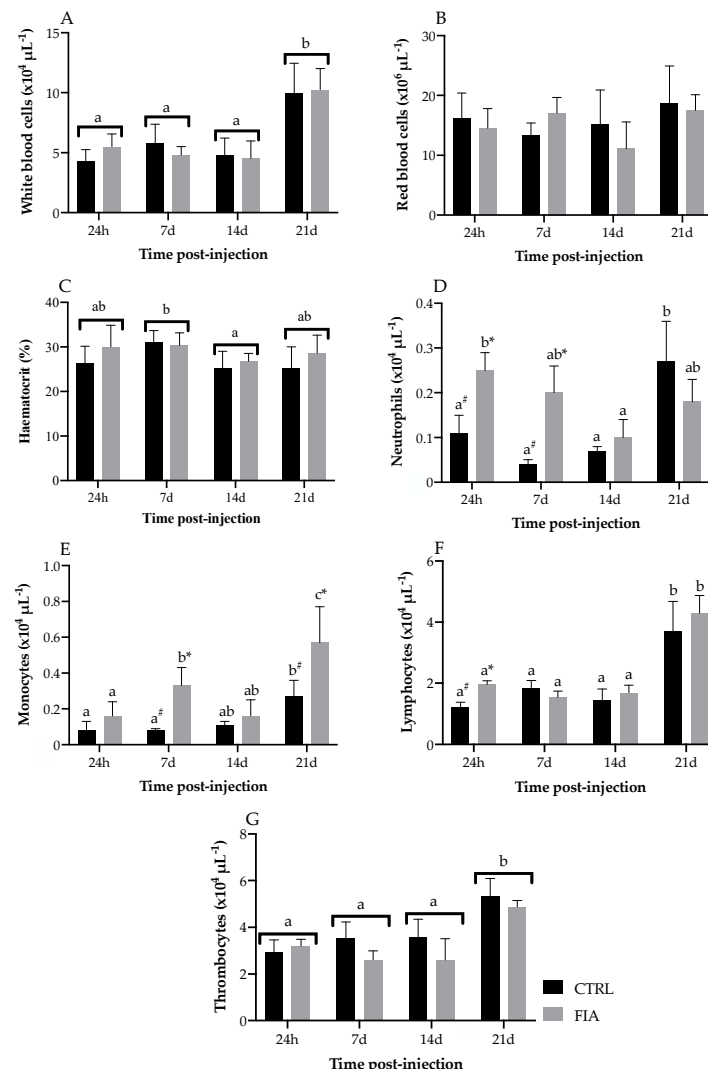 A
White blood cells (x10⁴ µL⁻¹)
15
10
5
0
a
a
a
b
24h 7d 14d 21d
Time post-injection
B
Red blood cells (x10⁶ µL⁻¹)
30
20
10
0
24h 7d 14d 21d
Time post-injection
C
Haematocrit (%)
40
30
20
10
0
ab
b
a
ab
24h 7d 14d 21d
Time post-injection
D
Neutrophils (x10⁴ µL⁻¹)
0.4
0.3
0.2
0.1
0
a# b* a# ab* a a b ab
24h 7d 14d 21d
Time post-injection
E
Monocytes (x10⁴ µL⁻¹)
1.0
0.8
0.6
0.4
0.2
0
a a a# b* ab ab b# c*
24h 7d 14d 21d
Time post-injection
F
Lymphocytes (x10⁴ µL⁻¹)
6
4
2
0
a# a* a a a a b b
24h 7d 14d 21d
Time post-injection
G
Thrombocytes (x10⁴ µL⁻¹)
8
6
4
2
0
a
a
a
b
24h 7d 14d 21d
Time post-injection
CTRL
FIA